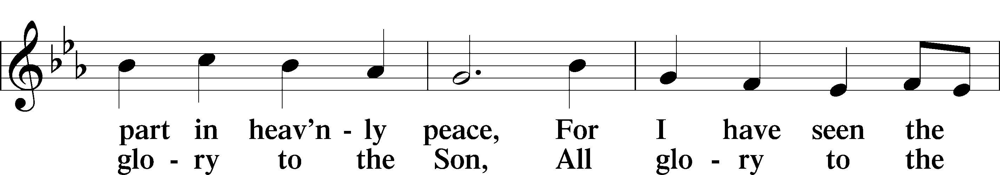 part in heav’n - ly peace, For I have seen the
glo - ry to the Son, All glo - ry to the